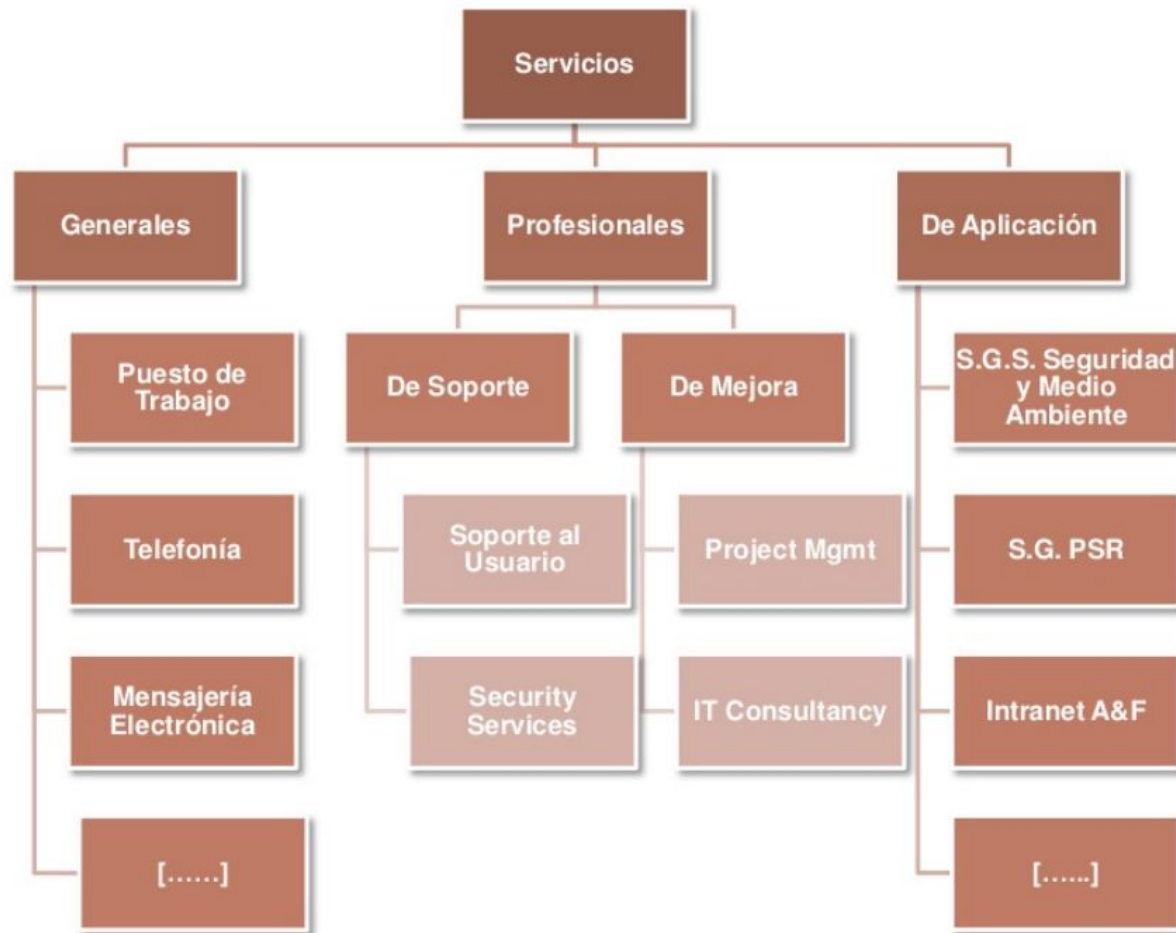 Servicios
Generales
Profesionales
De Aplicación
Puesto de
Trabajo
De Soporte
De Mejora
S.G.S. Seguridad
y Medio
Ambiente
Telefonía
Soporte al
Usuario
Project Mgmt
S.G. PSR
Mensajería
Electrónica
Security
Services
IT Consultancy
Intranet A&F
[……]
[……]